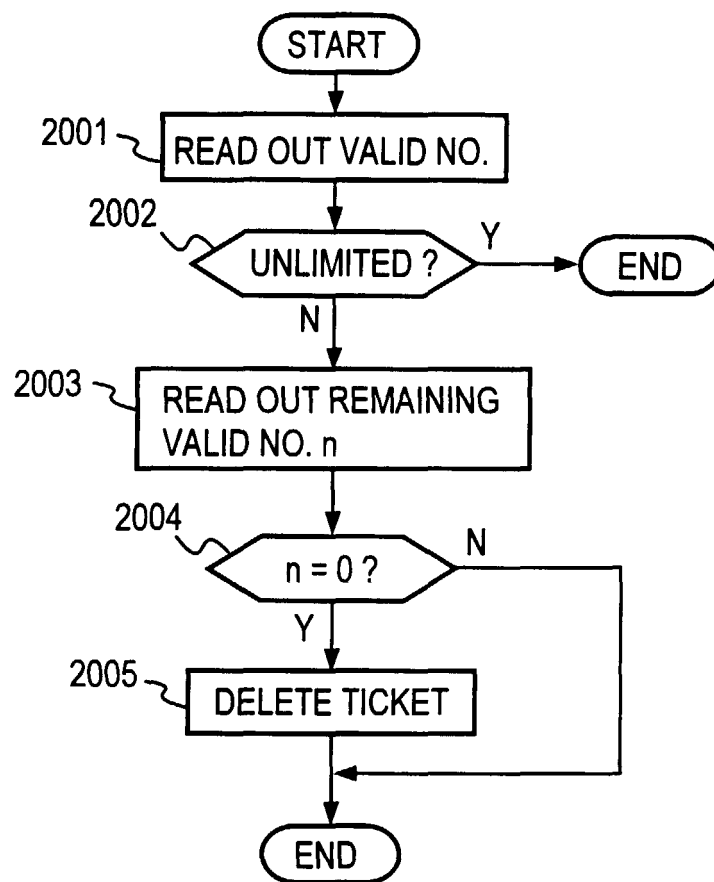 START
2001
READ OUT VALID NO.
2002
UNLIMITED ?
Y
END
N
2003
READ OUT REMAINING
VALID NO. n
2004
n = 0 ?
N
Y
2005
DELETE TICKET
END